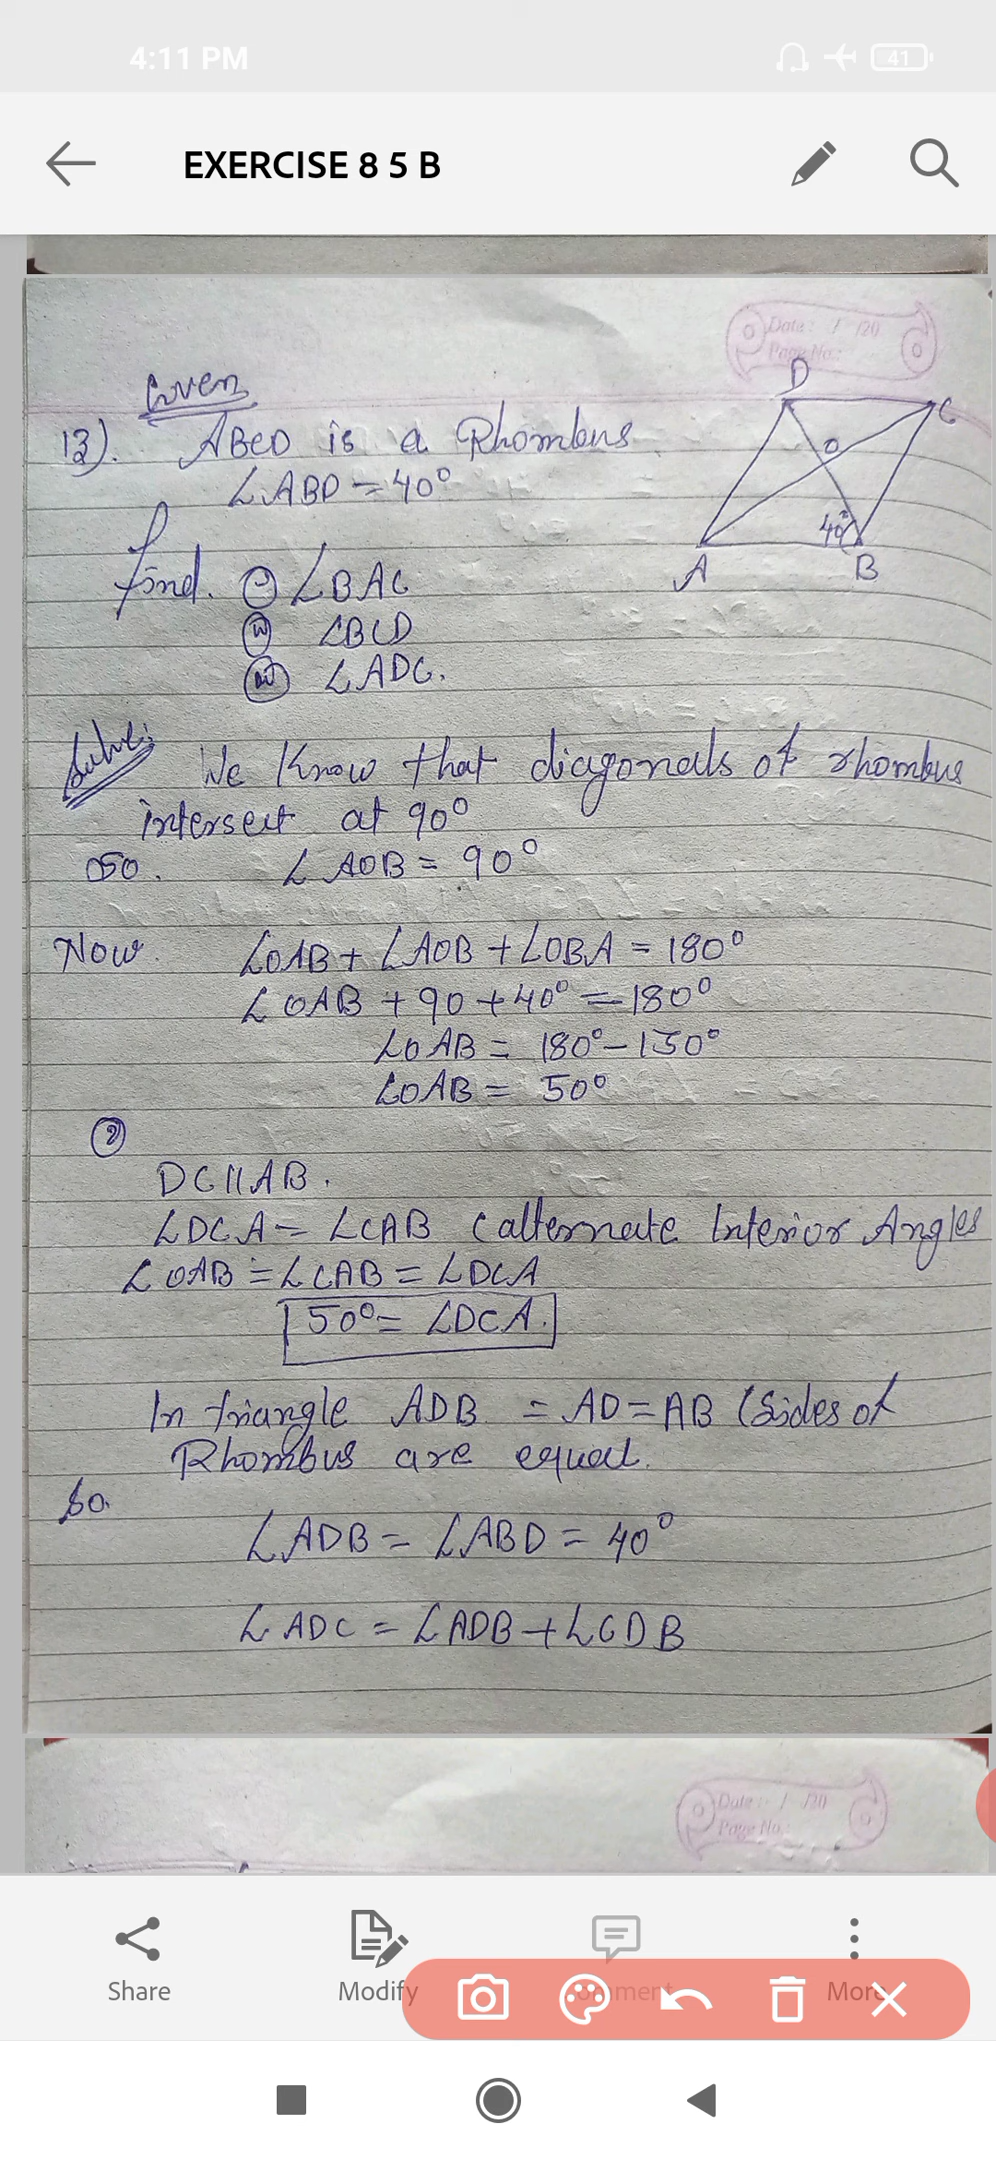 4:11 PM
41
EXERCISE 8 5 B
Date: / /20
Page No.:
Given
13). ABCD is a Rhombus
∠ABD = 40°
find. ∠BAC
∠BCD
(iii) ∠ADC.
D
C
O
40°
A
B
Solve: We Know that diagonals of rhombus
intersect at 90°
So. ∠AOB = 90°
Now. ∠OAB + ∠AOB + ∠OBA = 180°
∠OAB + 90 + 40° = 180°
∠OAB = 180° - 130°
∠OAB = 50°
②
DC || AB.
∠DCA = ∠CAB (alternate Interior Angles
∠OAB = ∠CAB = ∠DCA
50° = ∠DCA.
In triangle ADB = AD = AB (Sides of
Rhombus are equal.
So.
∠ADB = ∠ABD = 40°
∠ADC = ∠ADB + ∠CDB
Date: / /20
Page No.:
Share
Modify
More